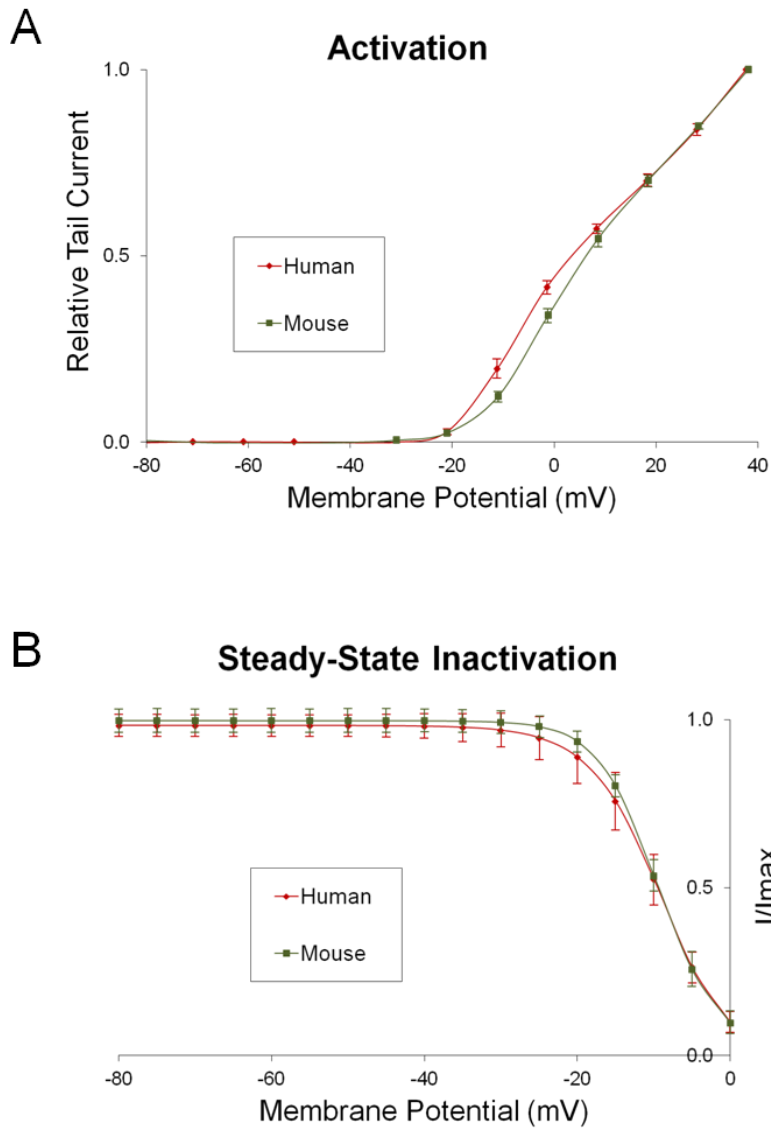 A
Activation
1.0
0.5
0.0
Relative Tail Current
Human
Mouse
-80
-60
-40
-20
0
20
40
Membrane Potential (mV)
B
Steady-State Inactivation
1.0
0.5
0.0
I/Imax
Human
Mouse
-80
-60
-40
-20
0
Membrane Potential (mV)